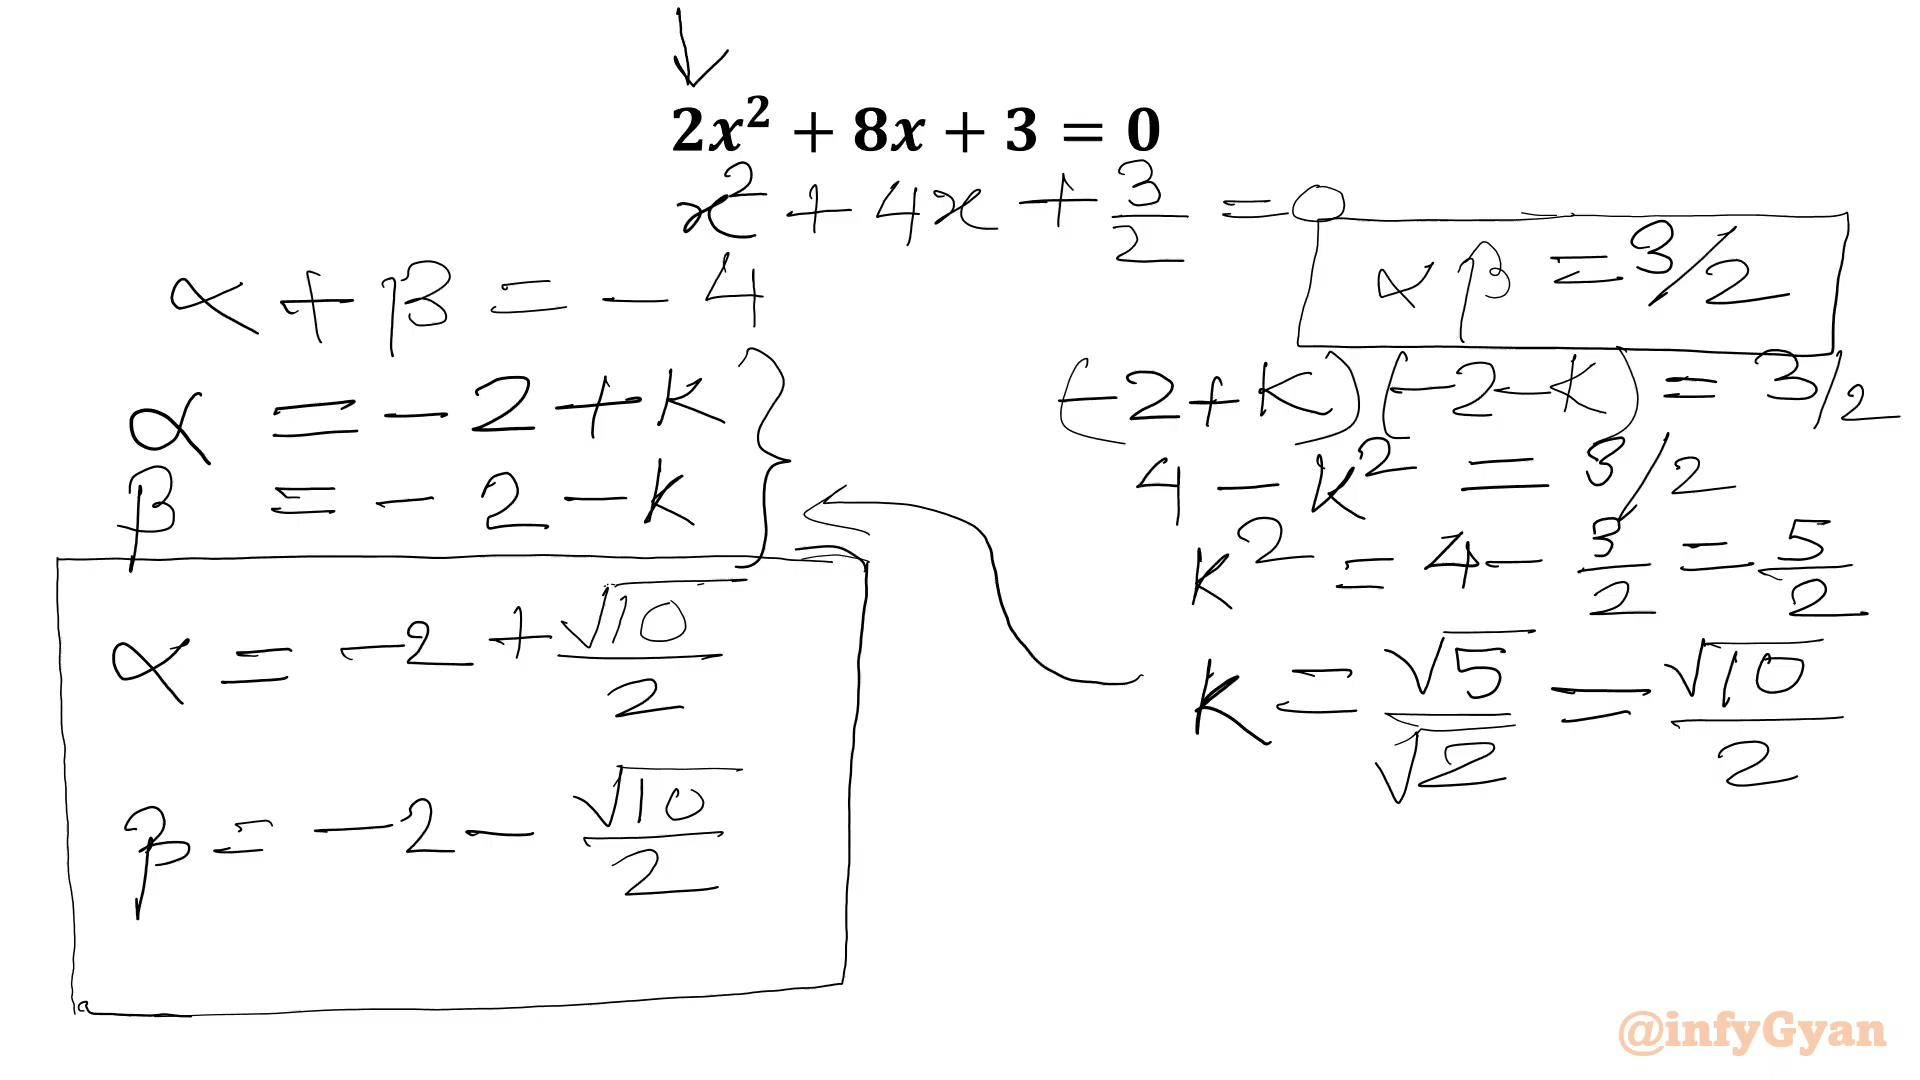 2x² + 8x + 3 = 0
x² + 4x + 3/2 = 0
α + β = - 4
αβ = 3/2
α = - 2 + k
β = - 2 - k
(-2 + k)(-2 - k) = 3/2
4 - k² = 3/2
k² = 4 - 3/2 = 5/2
k = √5/√2 = √10/2
α = -2 + √10/2
β = -2 - √10/2
@infyGyan